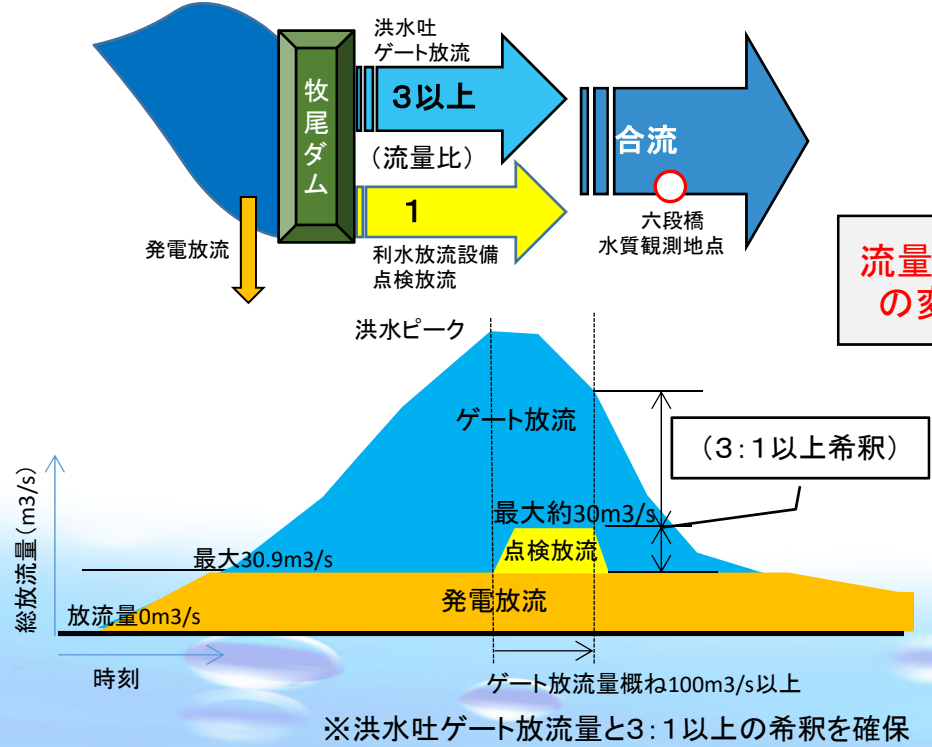 洪水吐
ゲート放流
牧尾ダム
3以上
(流量比)
合流
1
発電放流
利水放流設備
点検放流
六段橋
水質観測地点
流量
の変
洪水ピーク
ゲート放流
(3:1以上希釈)
総放流量(m3/s)
最大約30m3/s
最大30.9m3/s
点検放流
発電放流
放流量0m3/s
時刻
ゲート放流量概ね100m3/s以上
※洪水吐ゲート放流量と3:1以上の希釈を確保